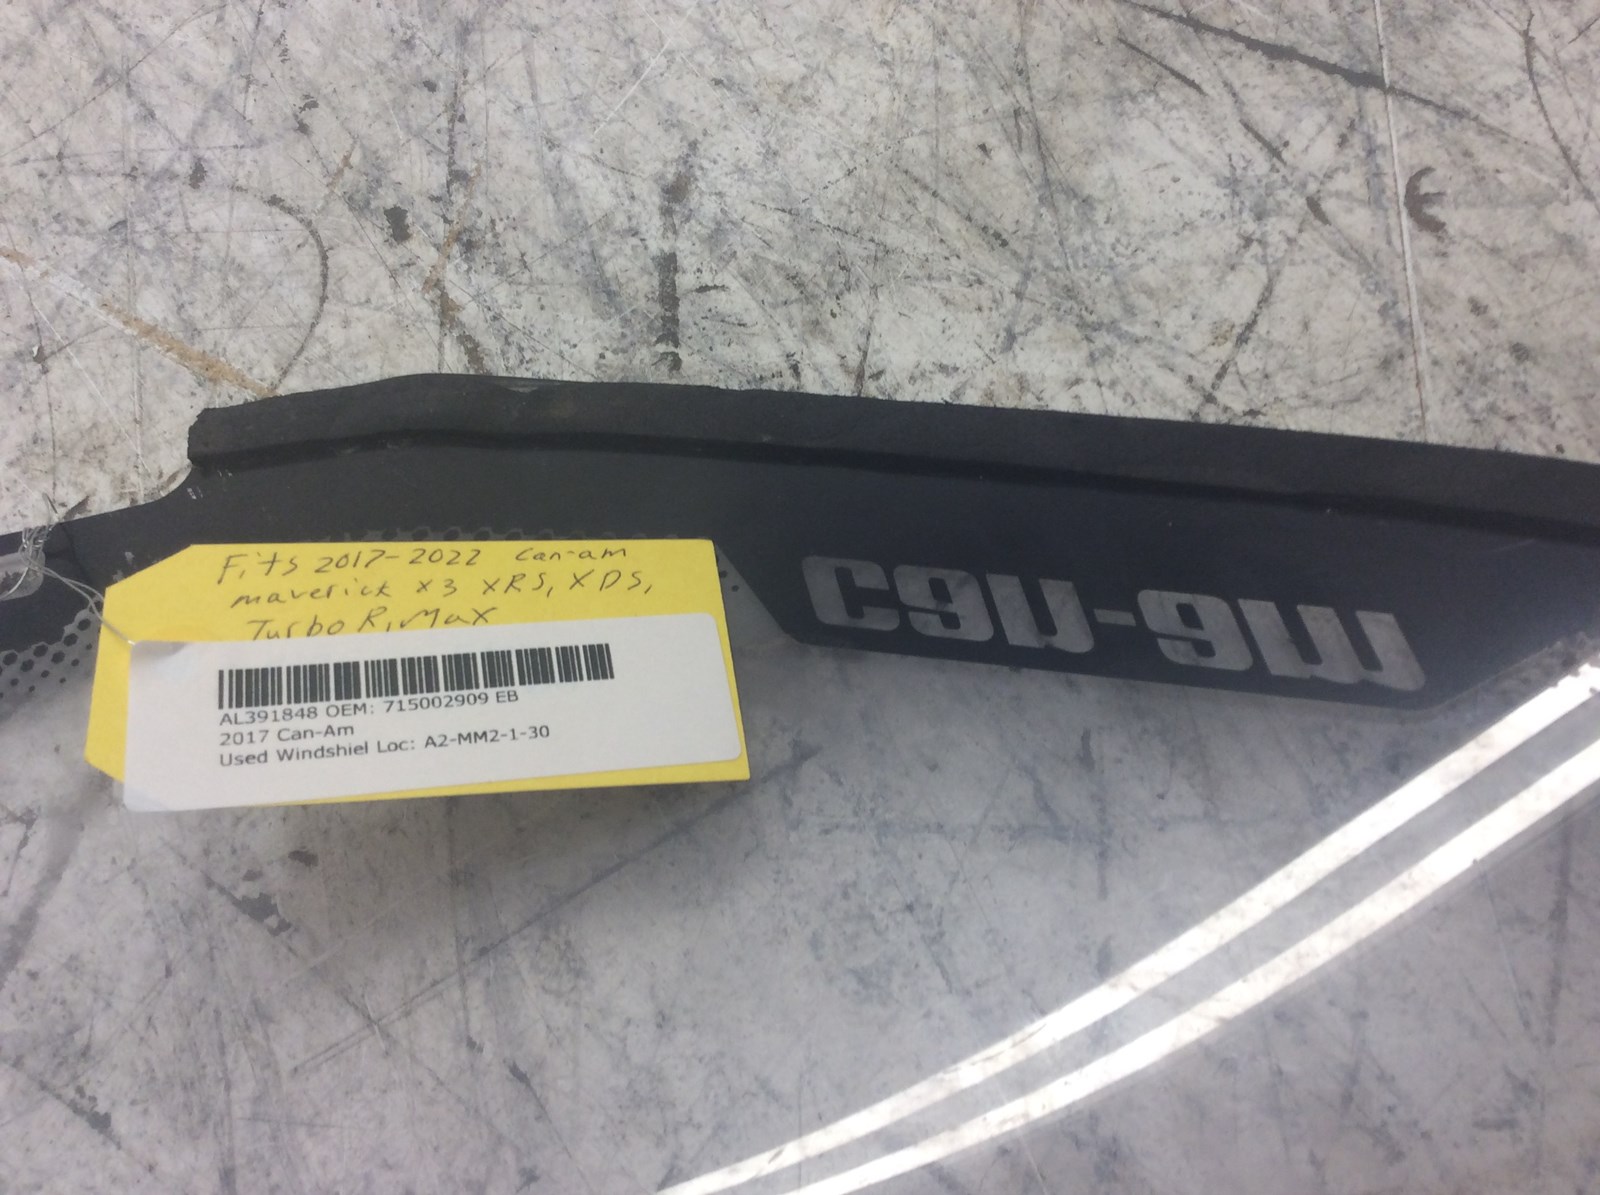 Fits 2017-2022 Can-am
maverick x3 XRS, XDS,
Turbo R, Max
AL391848 OEM: 715002909 EB
2017 Can-Am
Used Windshiel Loc: A2-MM2-1-30
can-am